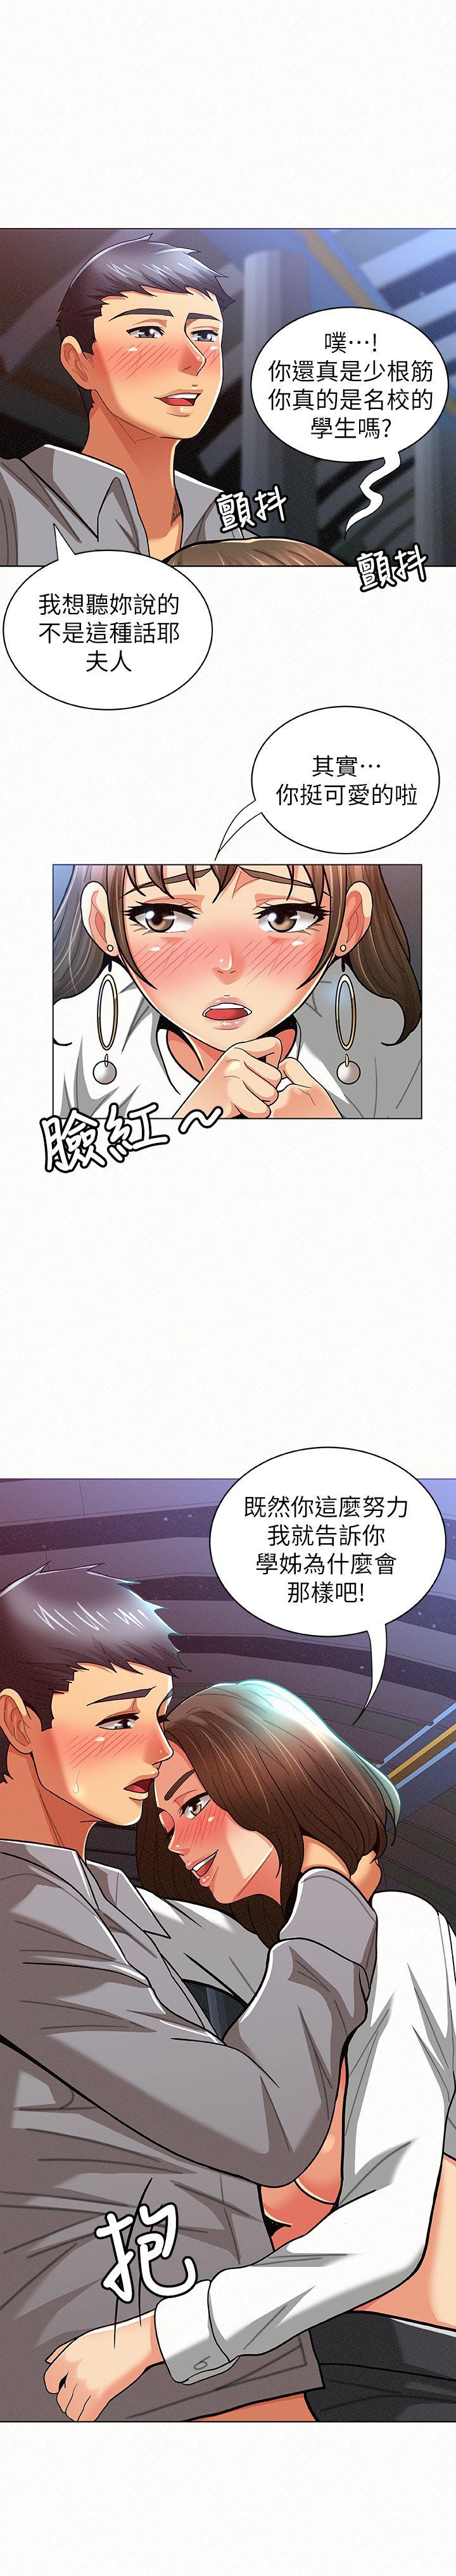 噗…!
你還真是少根筋
你真的是名校的
學生嗎?
顫抖
顫抖
我想聽妳說的
不是這種話耶
夫人
其實…
你挺可愛的啦
臉紅~
既然你這麼努力
我就告訴你
學姊為什麼會
那樣吧!
抱